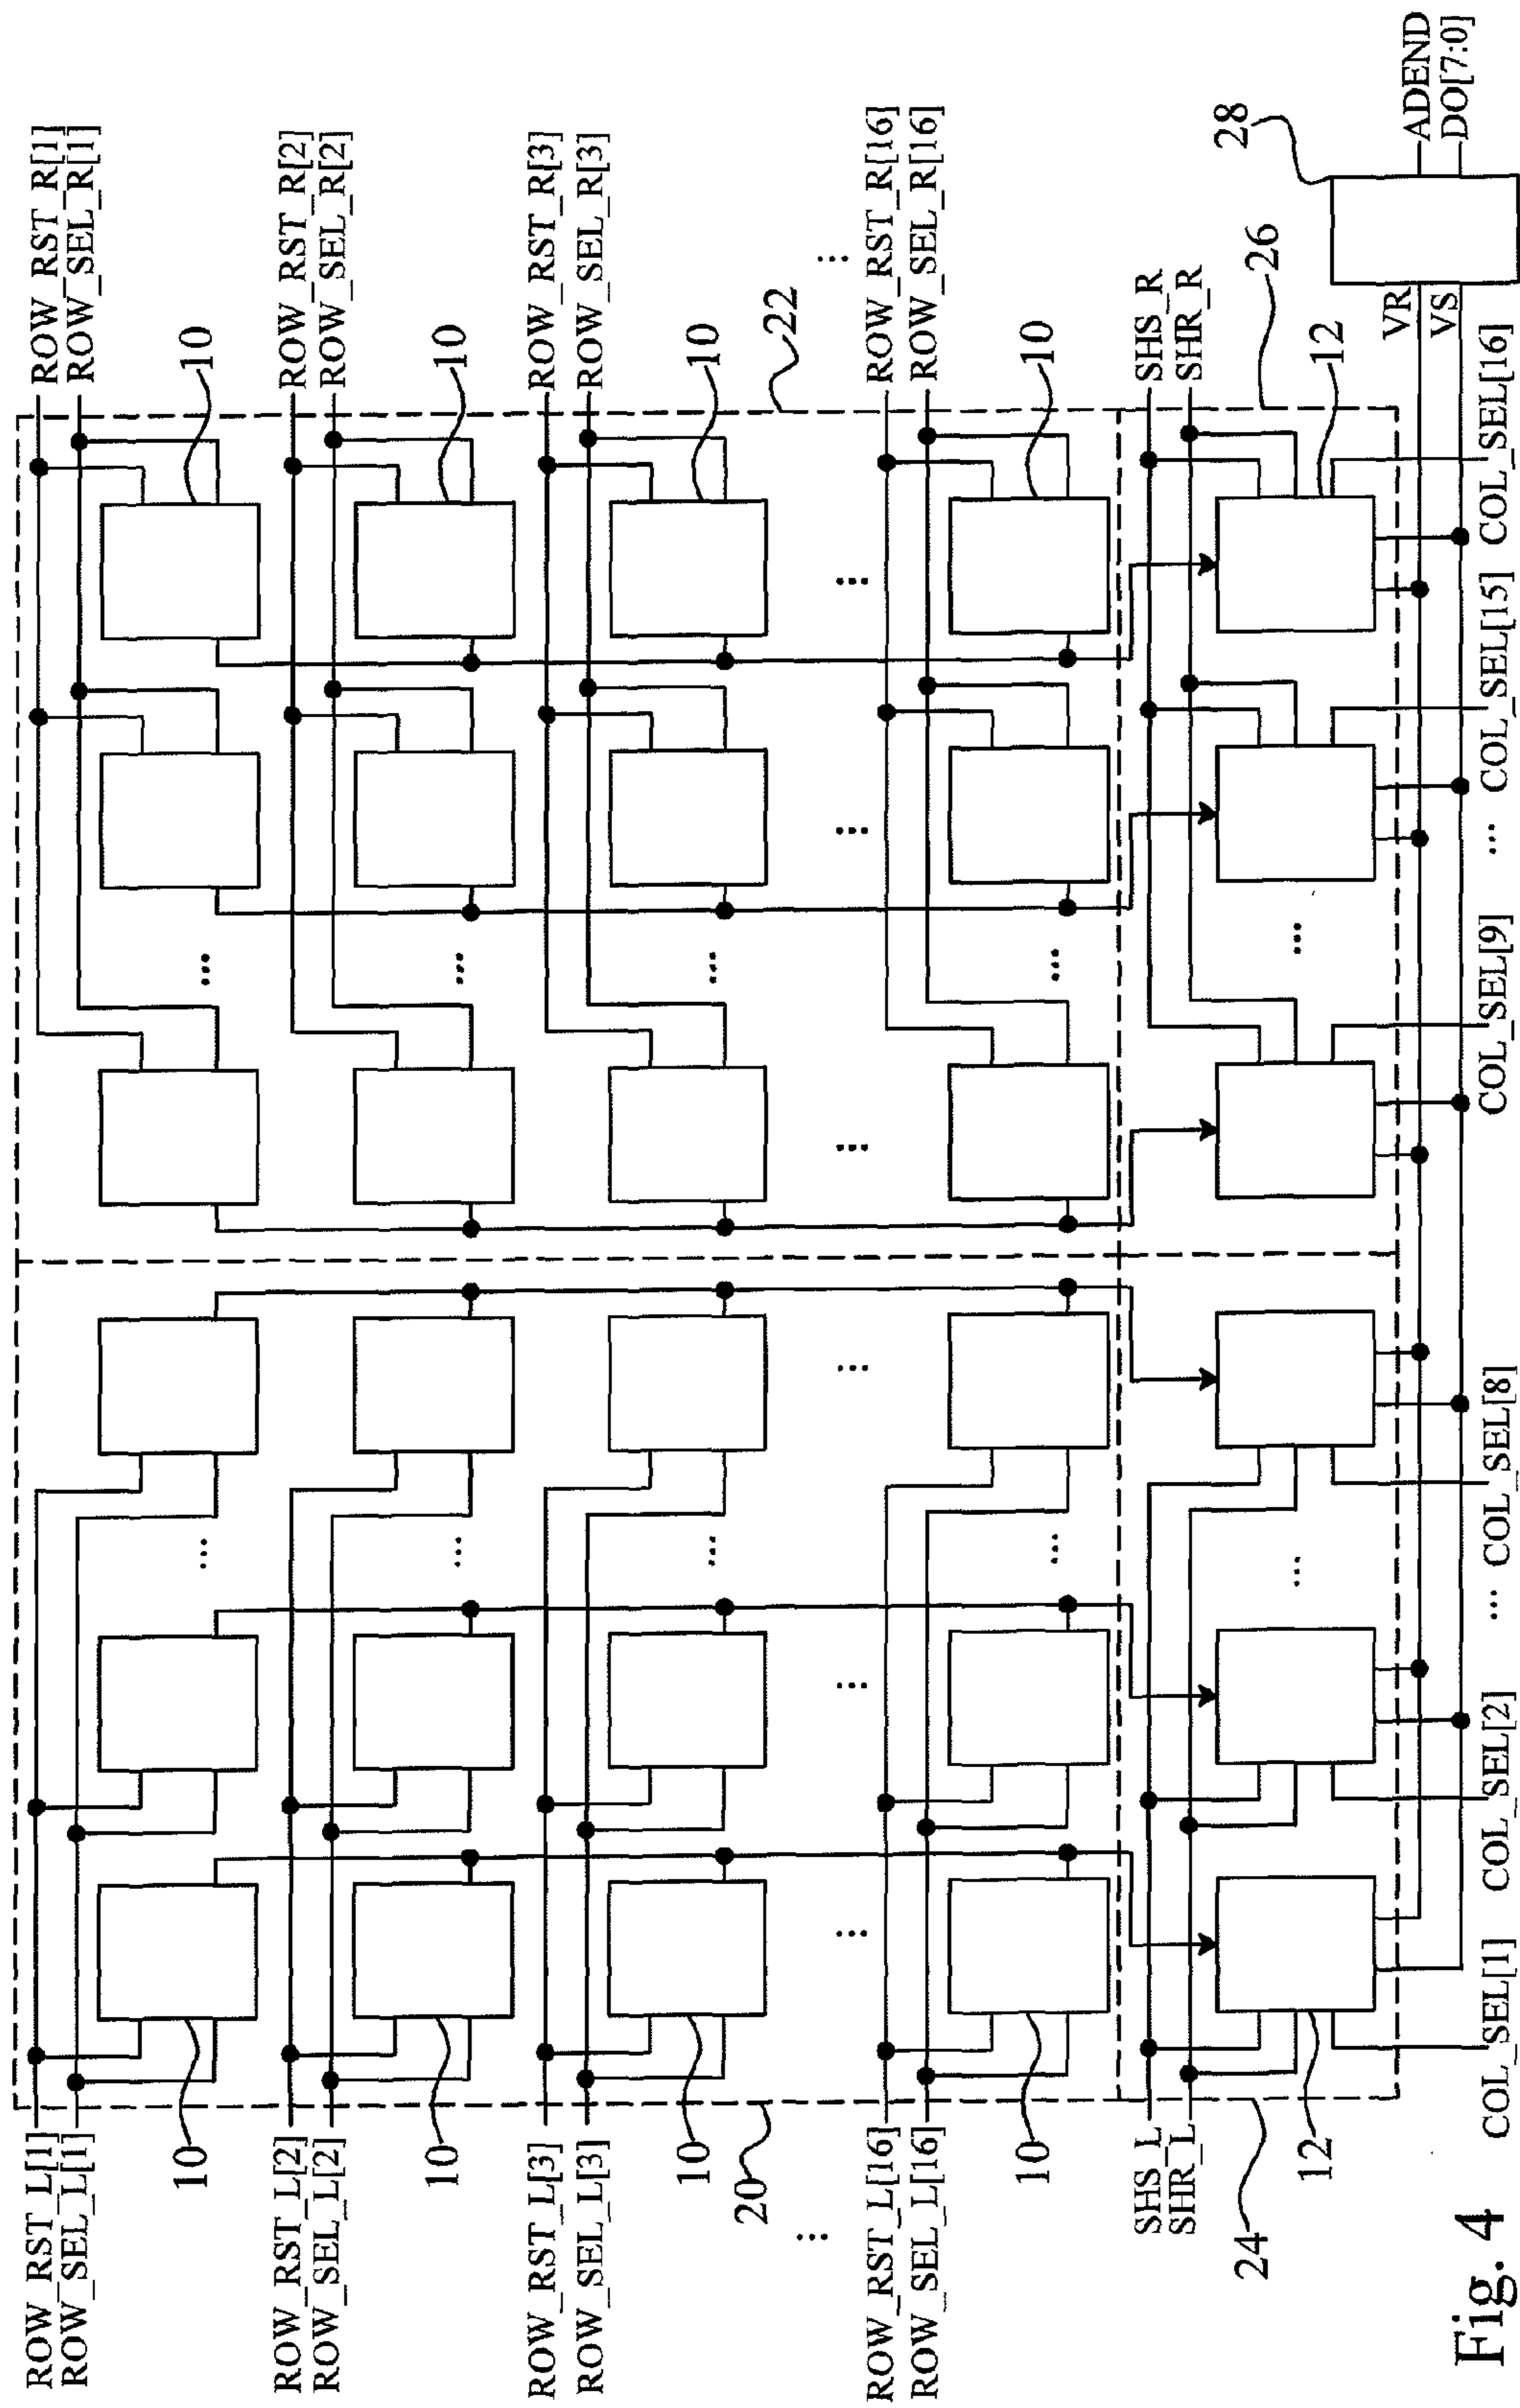 ROW_RST_L[1]
ROW_SEL_L[1]
ROW_RST_R[1]
ROW_SEL_R[1]
10
10
ROW_RST_L[2]
ROW_SEL_L[2]
ROW_RST_R[2]
ROW_SEL_R[2]
10
10
ROW_RST_L[3]
ROW_SEL_L[3]
ROW_RST_R[3]
ROW_SEL_R[3]
10
10
20
22
...
...
ROW_RST_L[16]
ROW_SEL_L[16]
ROW_RST_R[16]
ROW_SEL_R[16]
10
10
SHS_L
SHR_L
SHS_R
SHR_R
24
12
12
26
28
VR
VS
ADEND
DO[7:0]
COL_SEL[1]
COL_SEL[2]
...
COL_SEL[8]
COL_SEL[9]
...
COL_SEL[15]
COL_SEL[16]
Fig. 4